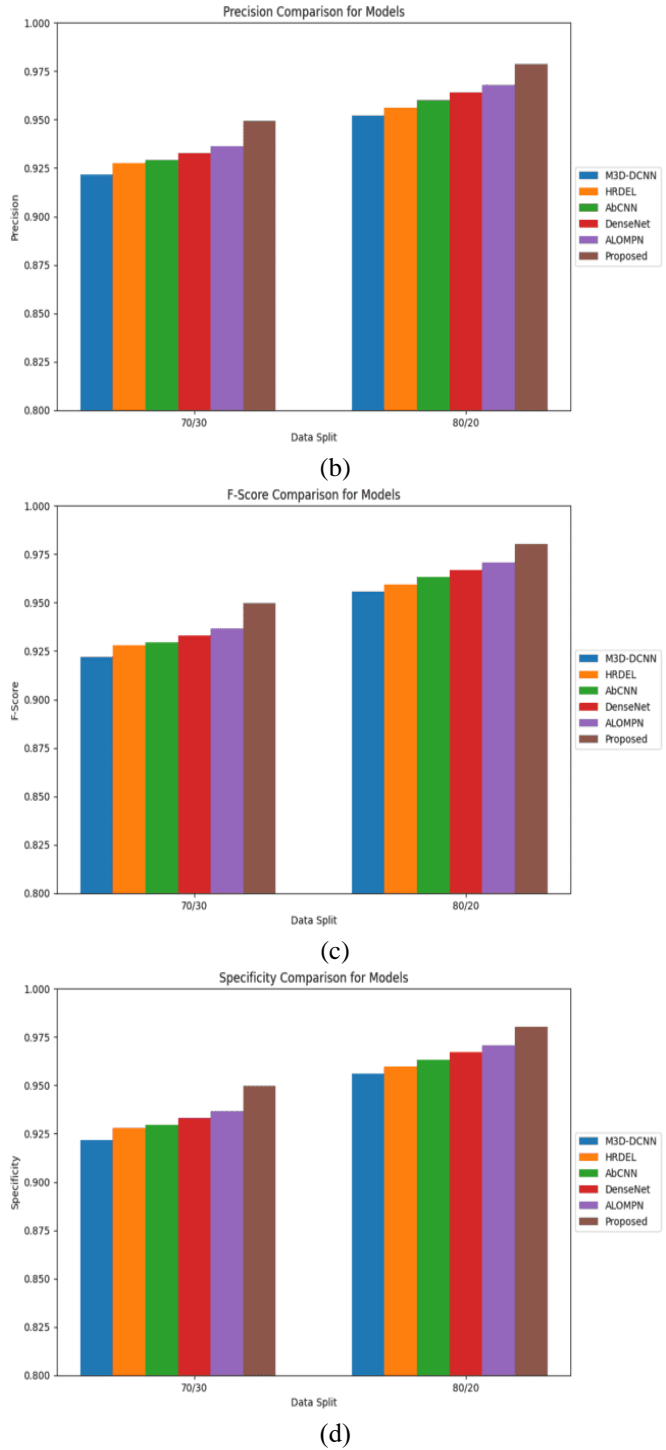 Precision Comparison for Models
1.000
0.975
0.950
0.925
0.900
0.875
0.850
0.825
0.800
Precision
70/30
80/20
Data Split
M3D-DCNN
HRDEL
AbCNN
DenseNet
ALOMPN
Proposed
(b)
F-Score Comparison for Models
1.000
0.975
0.950
0.925
0.900
0.875
0.850
0.825
0.800
F-Score
70/30
80/20
Data Split
M3D-DCNN
HRDEL
AbCNN
DenseNet
ALOMPN
Proposed
(c)
Specificity Comparison for Models
1.000
0.975
0.950
0.925
0.900
0.875
0.850
0.825
0.800
Specificity
70/30
80/20
Data Split
M3D-DCNN
HRDEL
AbCNN
DenseNet
ALOMPN
Proposed
(d)